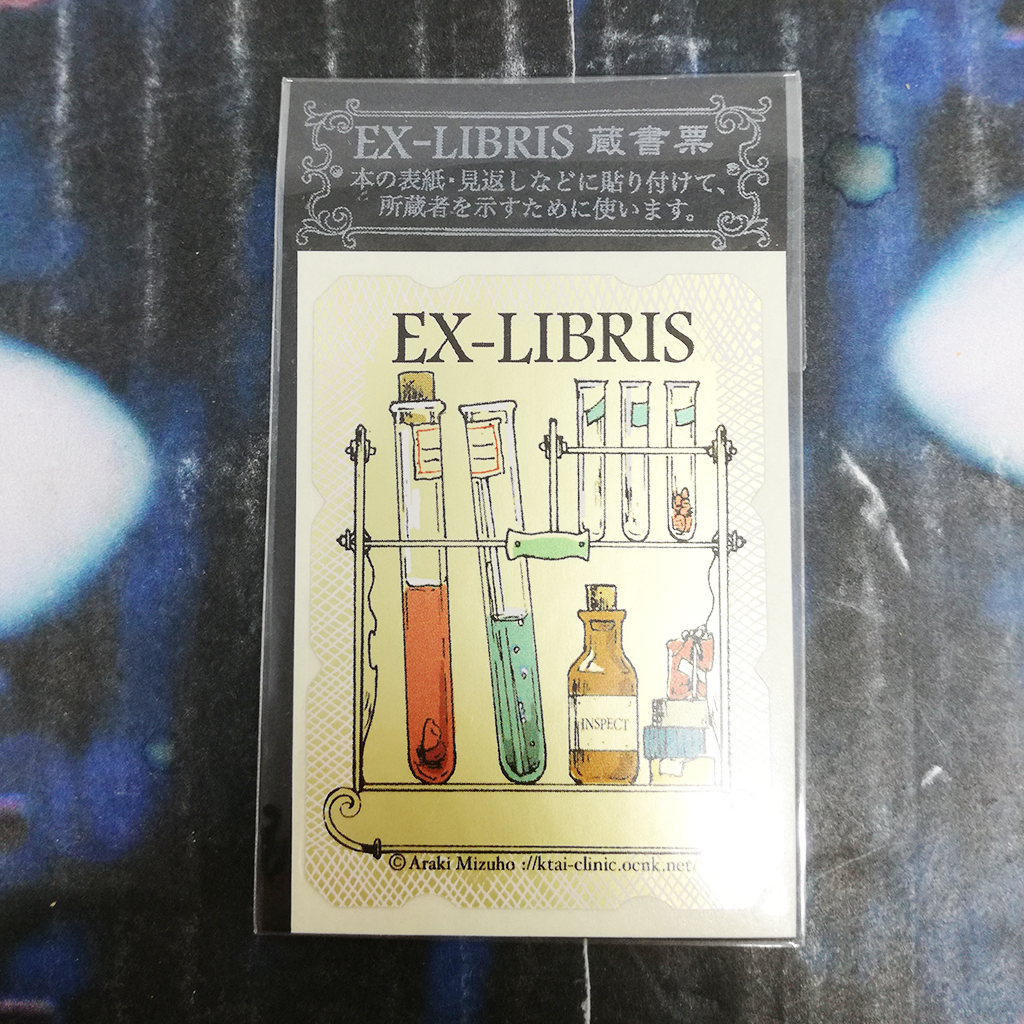 EX-LIBRIS 蔵書票
本の表紙・見返しなどに貼り付けて、
所蔵者を示すために使います。
EX-LIBRIS
INSPECT
© Araki Mizuho ://ktai-clinic.ocnk.net/